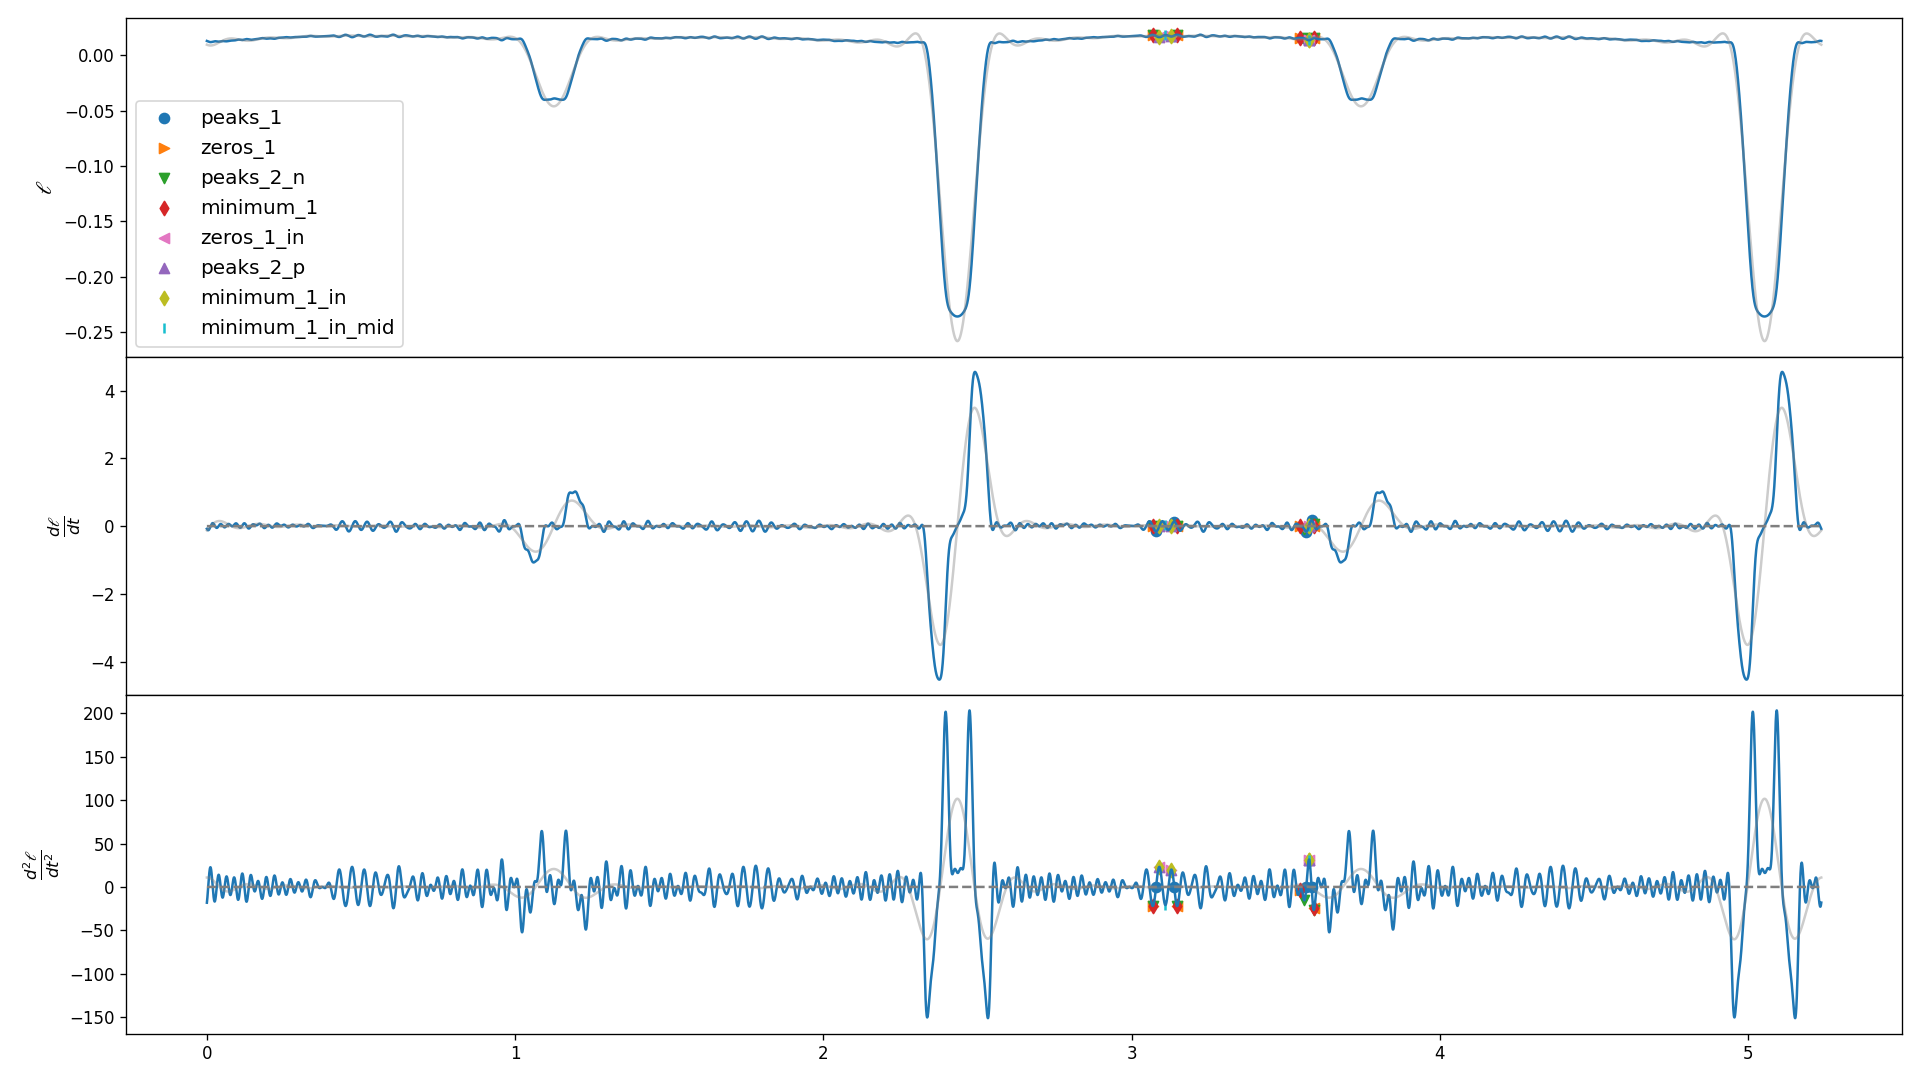 0.00
−0.05
−0.10
−0.15
−0.20
−0.25
ℓ
peaks_1
zeros_1
peaks_2_n
minimum_1
zeros_1_in
peaks_2_p
minimum_1_in
minimum_1_in_mid
4
2
0
−2
−4
dℓ
dt
200
150
100
50
0
−50
−100
−150
d²ℓ
dt²
0 1 2 3 4 5